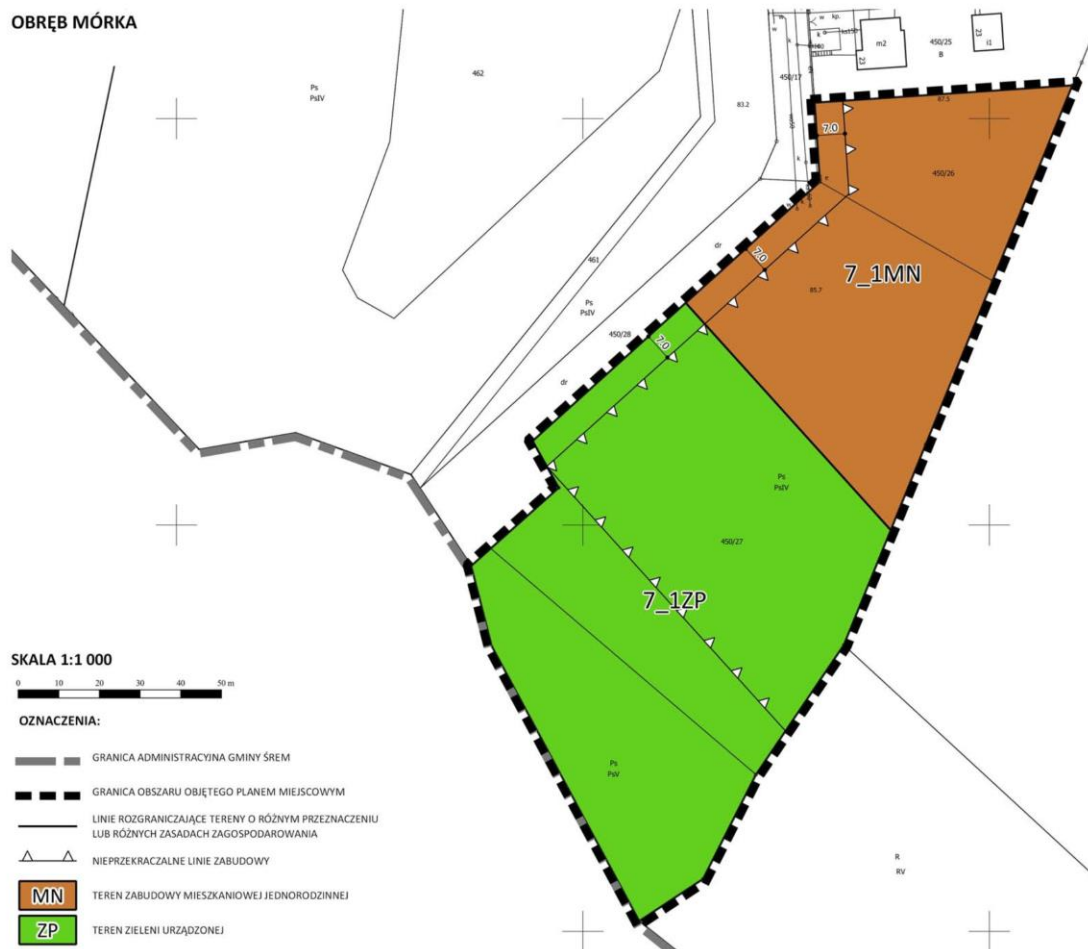 OBRĘB MÓRKA
Ps
PsIV
462
83.2
450/17
w
w
kp.
k
ks150
m2
23
450/25
B
23
i1
87.5
7.0
k
e
450/26
7_1MN
85.7
dr
7.0
461
Ps
PsIV
450/28
7.0
dr
Ps
PsIV
450/27
7_1ZP
Ps
PsV
R
RV
SKALA 1:1 000
0 10 20 30 40 50 m
OZNACZENIA:
GRANICA ADMINISTRACYJNA GMINY ŚREM
GRANICA OBSZARU OBJĘTEGO PLANEM MIEJSCOWYM
LINIE ROZGRANICZAJĄCE TERENY O RÓŻNYM PRZEZNACZENIU
LUB RÓŻNYCH ZASADACH ZAGOSPODAROWANIA
NIEPRZEKRACZALNE LINIE ZABUDOWY
MN TEREN ZABUDOWY MIESZKANIOWEJ JEDNORODZINNEJ
ZP TEREN ZIELENI URZĄDZONEJ